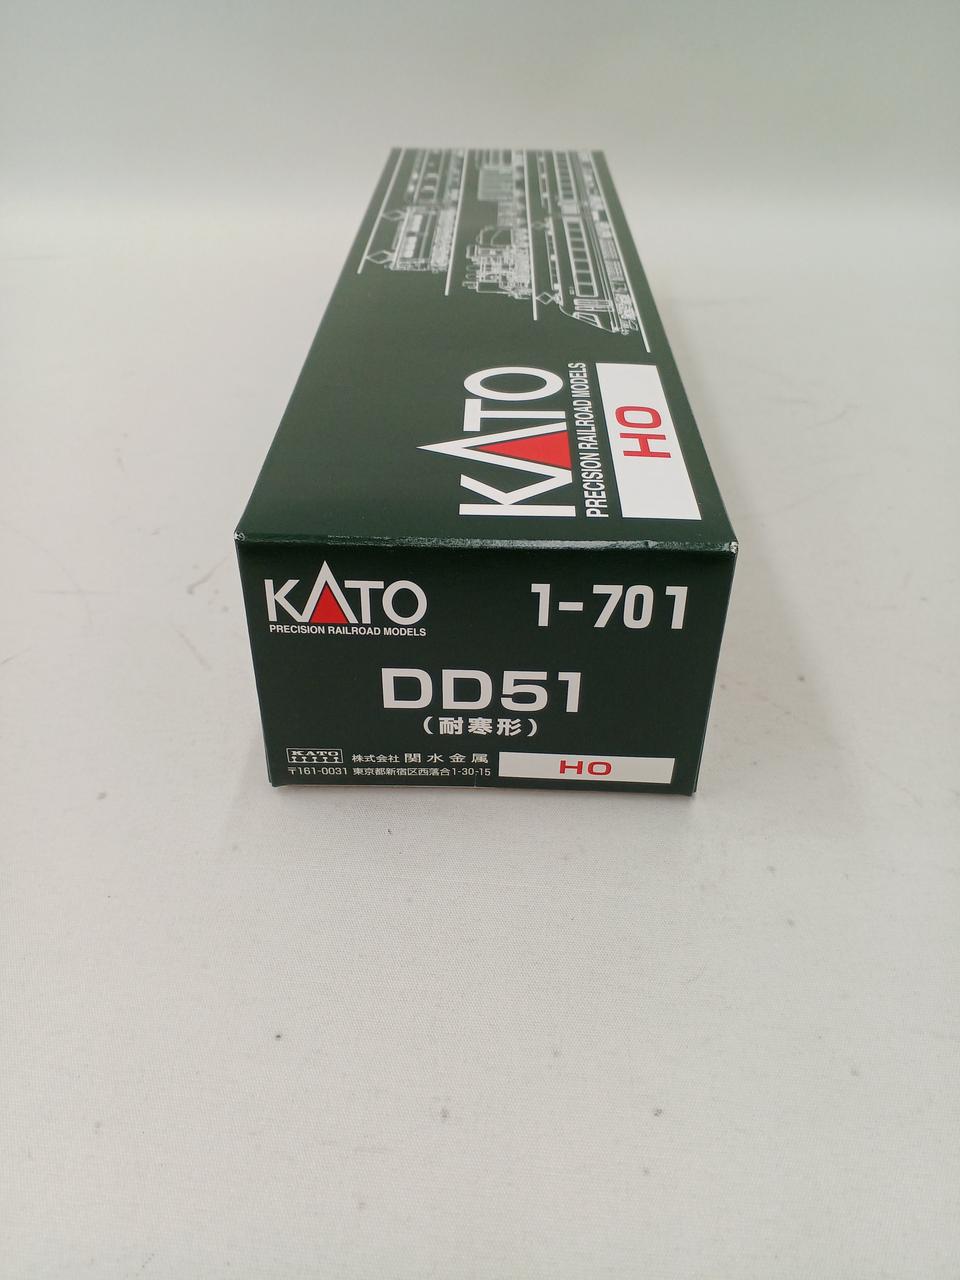 KATO
PRECISION RAILROAD MODELS
HO
KATO
PRECISION RAILROAD MODELS
1-701
DD51
(耐寒形)
KATO
株式会社 関水金属
〒161-0031 東京都新宿区西落合1-30-15
HO